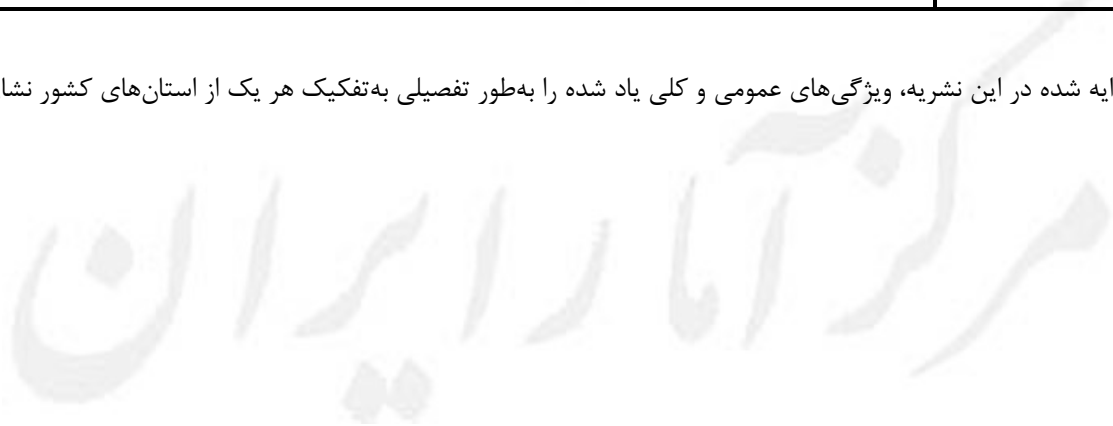 ایه شده در این نشریه، ویژگی‌های عمومی و کلی یاد شده را به‌طور تفصیلی به‌تفکیک هر یک از استان‌های کشور نشا
مرکز آمار ایران